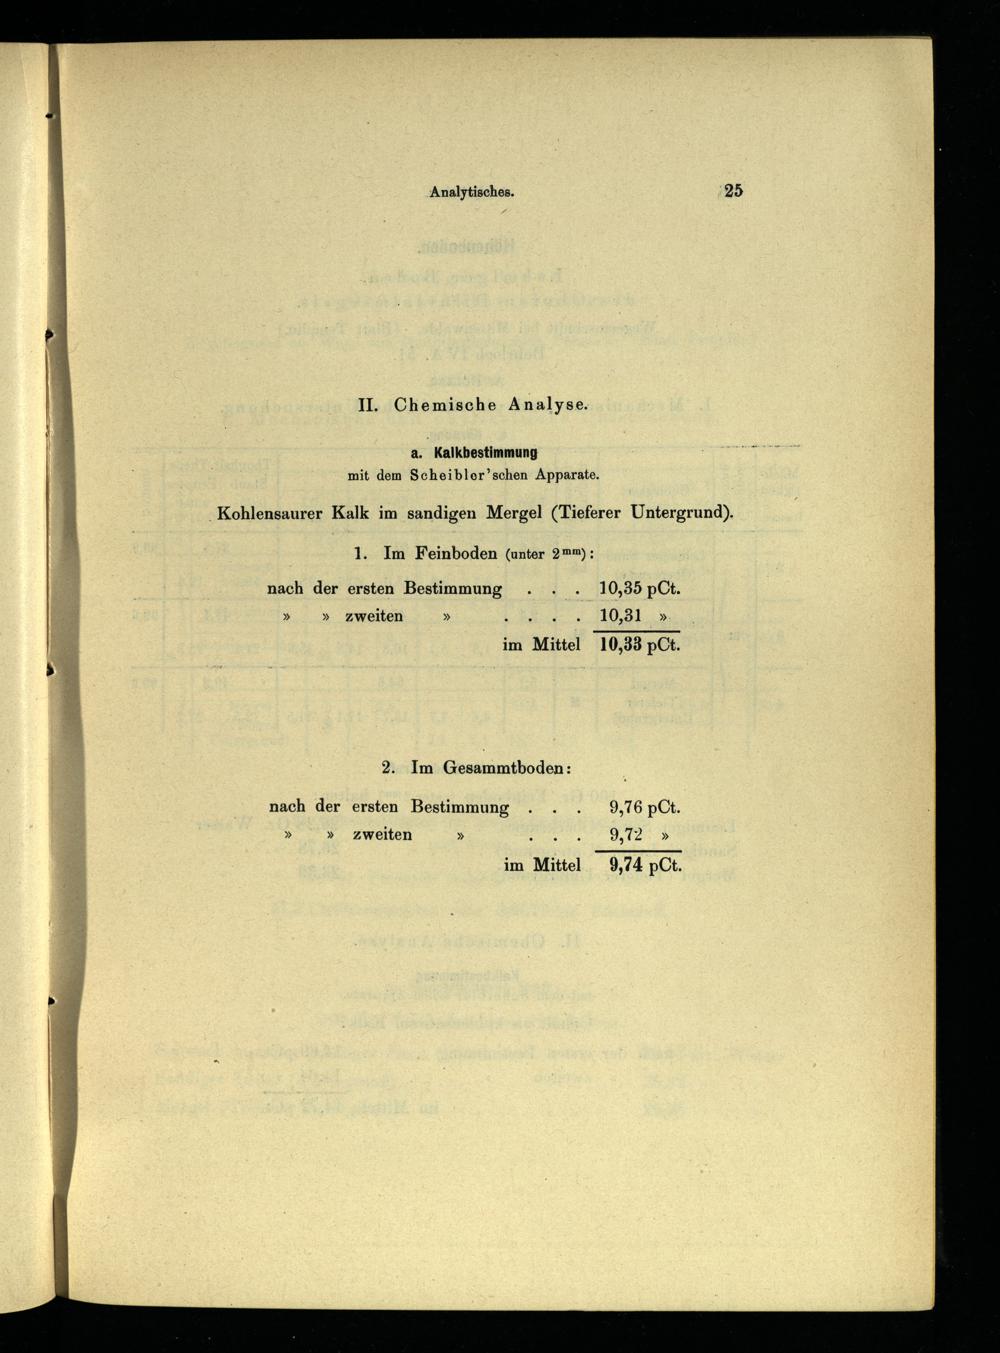 Analytisches. 25
II. Chemische Analyse.
a. Kalkbestimmung
mit dem Scheibler'schen Apparate.
Kohlensaurer Kalk im sandigen Mergel (Tieferer Untergrund).
1. Im Feinboden (unter 2mm):
nach der ersten Bestimmung . . . 10,35 pCt.
» » zweiten » . . . . 10,31 »
im Mittel 10,33 pCt.
2. Im Gesammtboden:
nach der ersten Bestimmung . . . 9,76 pCt.
» » zweiten » . . . 9,72 »
im Mittel 9,74 pCt.